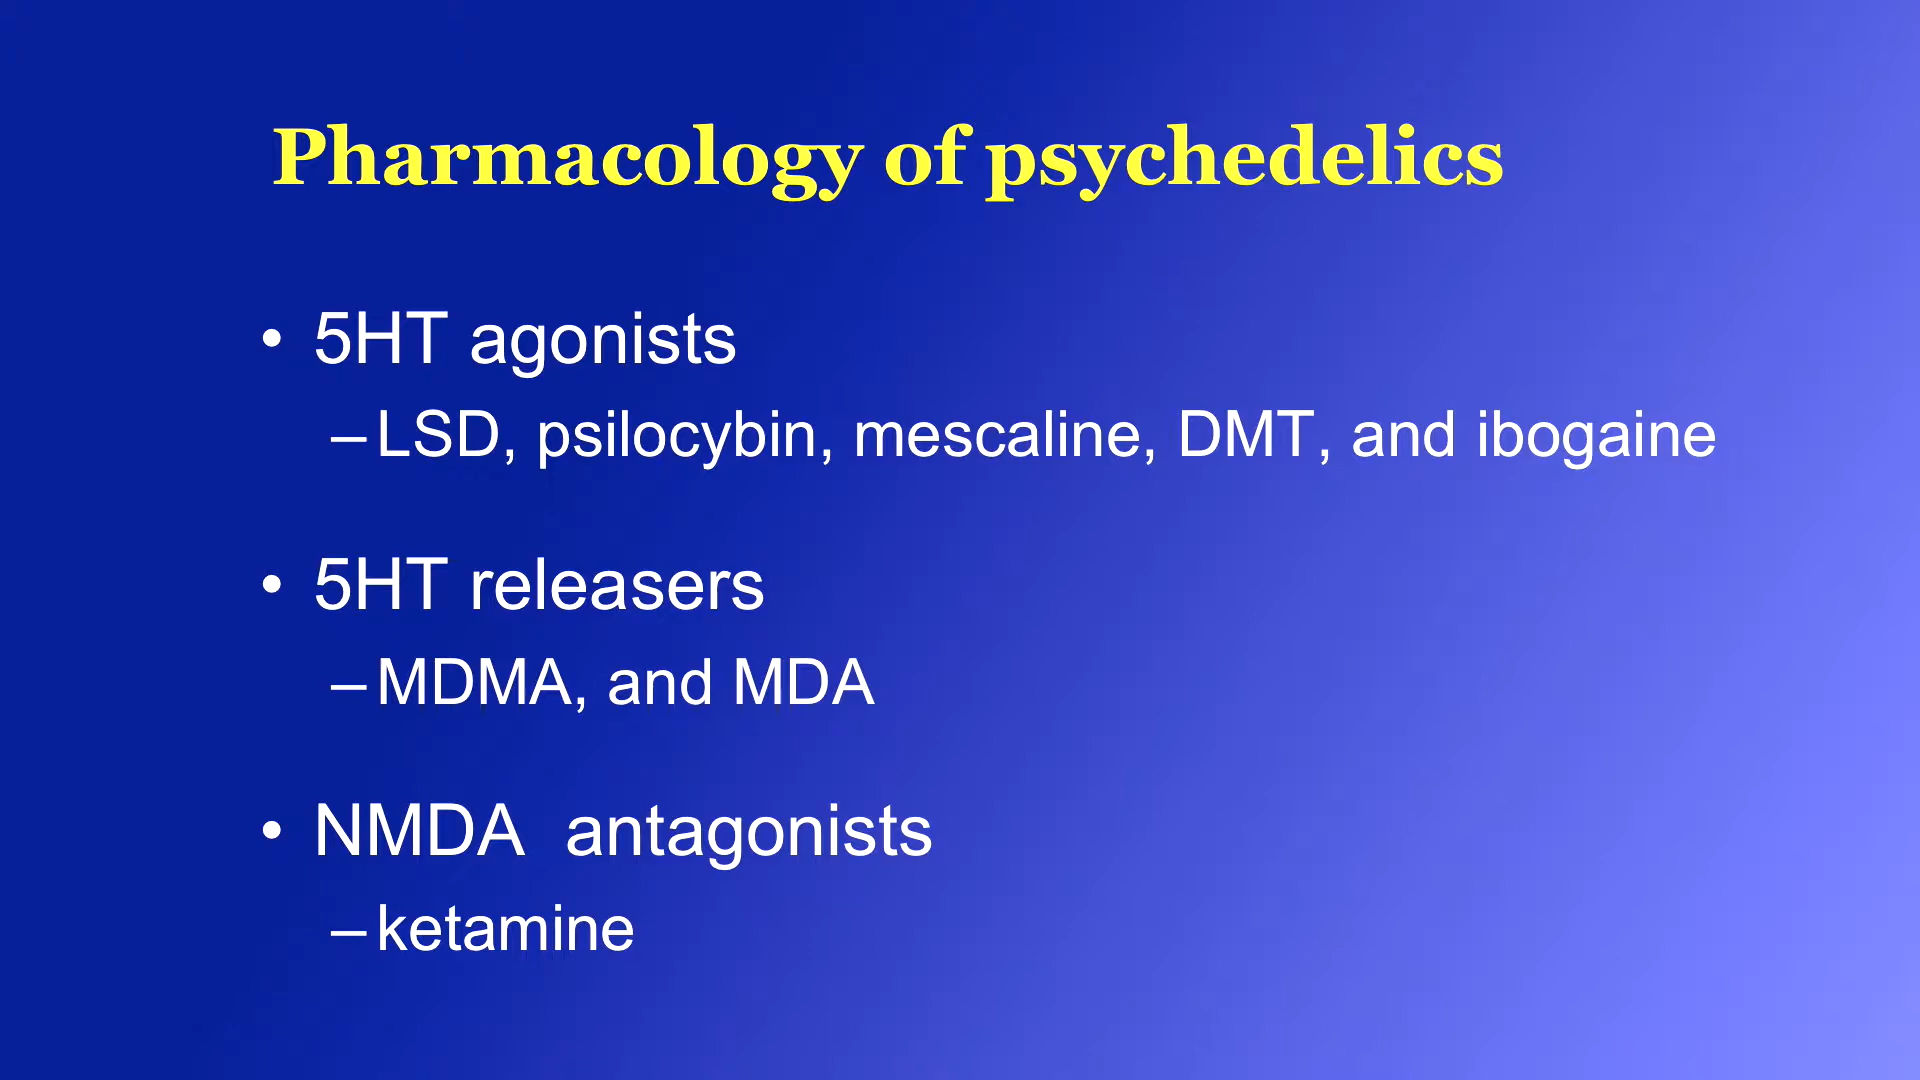 Pharmacology of psychedelics
• 5HT agonists
– LSD, psilocybin, mescaline, DMT, and ibogaine
• 5HT releasers
– MDMA, and MDA
• NMDA  antagonists
– ketamine